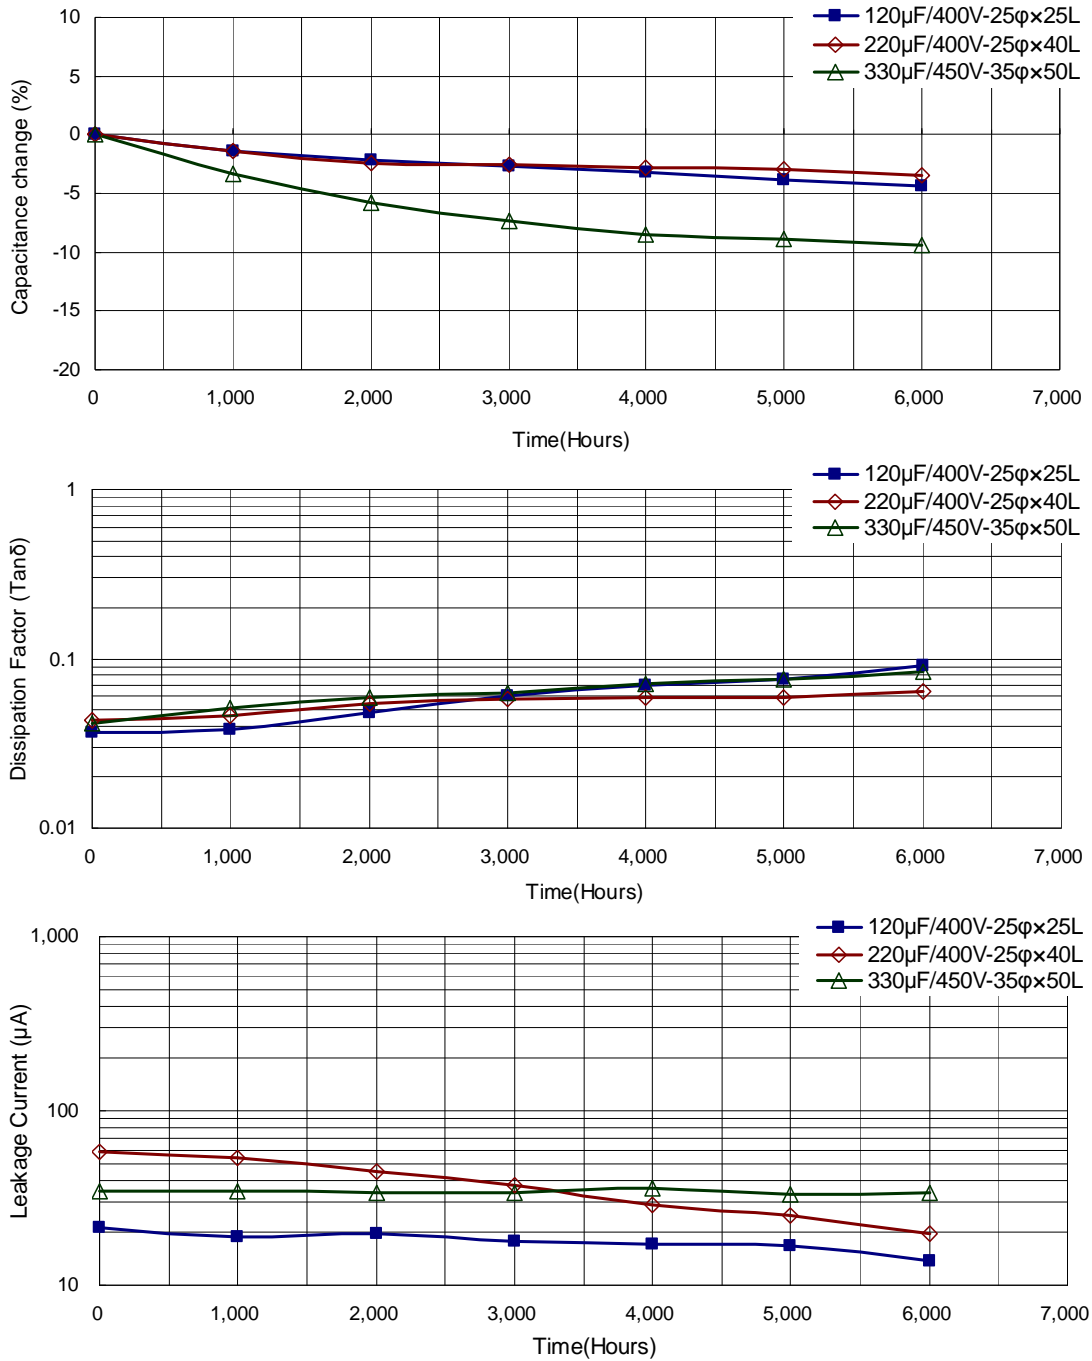 10
5
0
-5
-10
-15
-20
Capacitance change (%)
120µF/400V-25φ×25L
220µF/400V-25φ×40L
330µF/450V-35φ×50L
0 1,000 2,000 3,000 4,000 5,000 6,000 7,000
Time(Hours)
1
0.1
0.01
Dissipation Factor (Tanδ)
120µF/400V-25φ×25L
220µF/400V-25φ×40L
330µF/450V-35φ×50L
0 1,000 2,000 3,000 4,000 5,000 6,000 7,000
Time(Hours)
1,000
100
10
Leakage Current (µA)
120µF/400V-25φ×25L
220µF/400V-25φ×40L
330µF/450V-35φ×50L
0 1,000 2,000 3,000 4,000 5,000 6,000 7,000
Time(Hours)